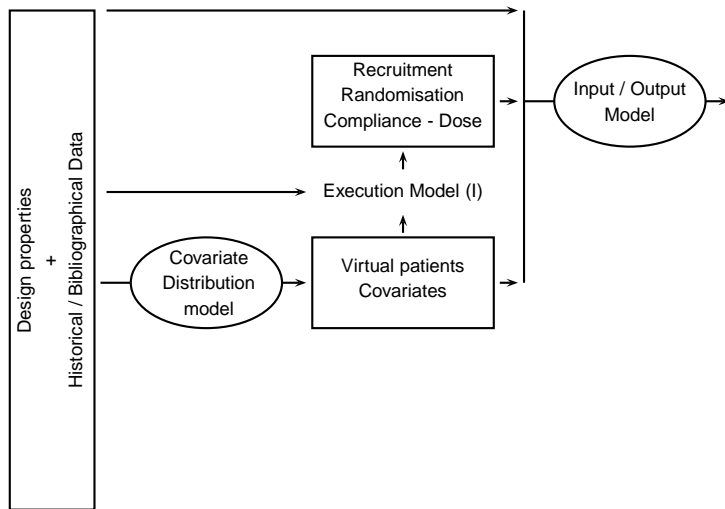 Design properties
+
Historical / Bibliographical Data
Recruitment
Randomisation
Compliance - Dose
Input / Output
Model
Execution Model (I)
Covariate
Distribution
model
Virtual patients
Covariates